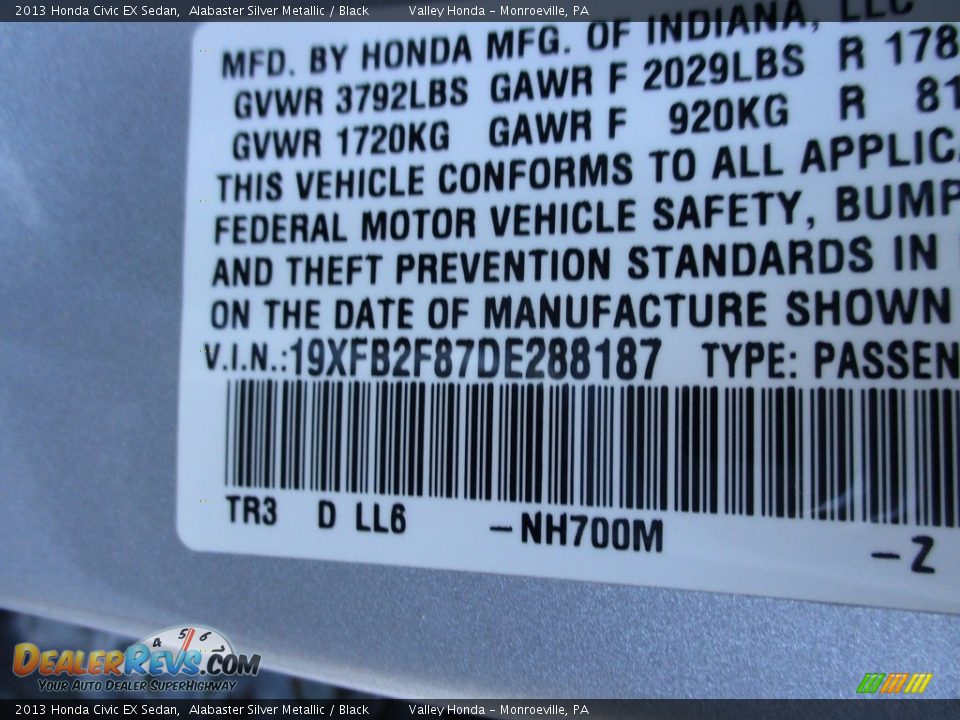 2013 Honda Civic EX Sedan, Alabaster Silver Metallic / Black Valley Honda - Monroeville, PA
MFD. BY HONDA MFG. OF INDIANA, LLC
GVWR 3792LBS GAWR F 2029LBS R 178
GVWR 1720KG GAWR F 920KG R 81
THIS VEHICLE CONFORMS TO ALL APPLIC
FEDERAL MOTOR VEHICLE SAFETY, BUMP
AND THEFT PREVENTION STANDARDS IN
ON THE DATE OF MANUFACTURE SHOWN
V.I.N.:19XFB2F87DE288187 TYPE: PASSEN
TR3 D LL6 -NH700M -Z
4 5 6 7
DEALERREVS.COM
YOUR AUTO DEALER SUPERHIGHWAY
2013 Honda Civic EX Sedan, Alabaster Silver Metallic / Black Valley Honda - Monroeville, PA